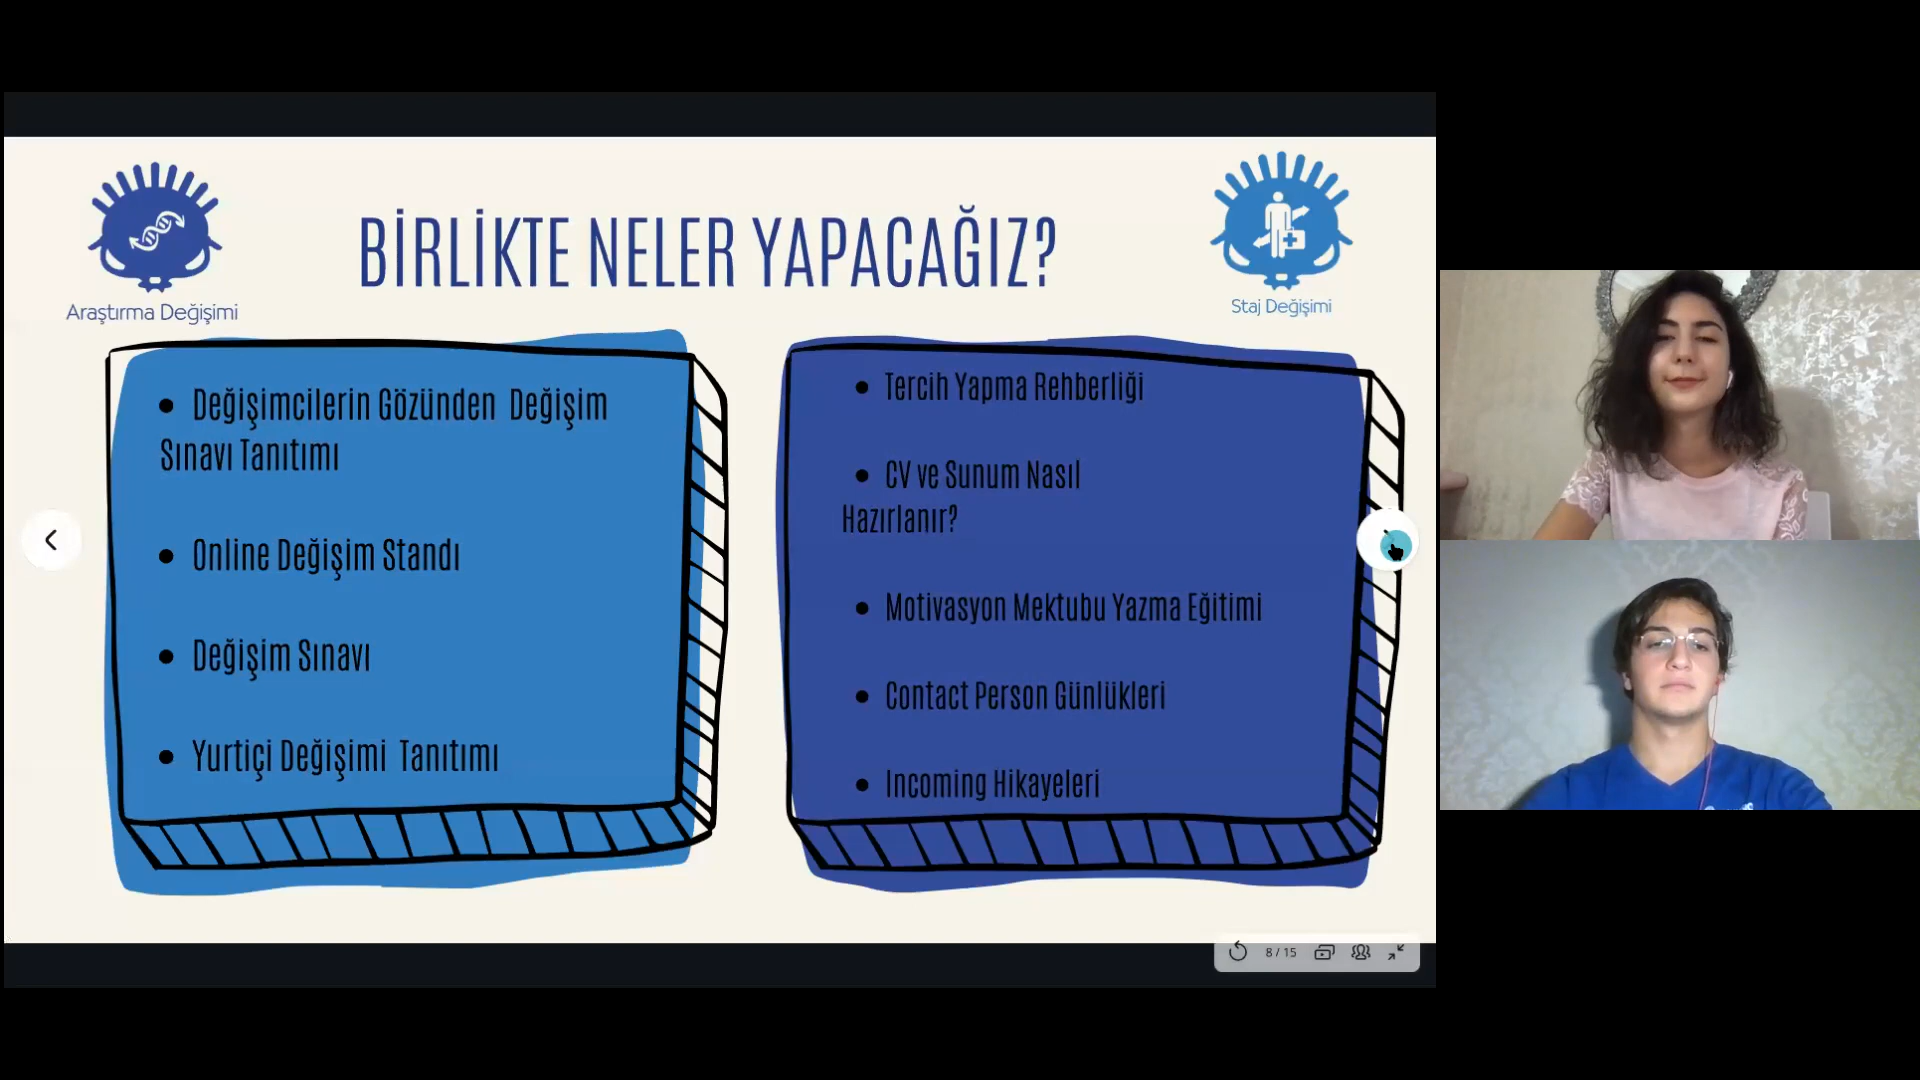 BİRLİKTE NELER YAPACAĞIZ?
Araştırma Değişimi
Staj Değişimi
• Değişimcilerin Gözünden Değişim
Sınavı Tanıtımı
• Online Değişim Standı
• Değişim Sınavı
• Yurtiçi Değişimi Tanıtımı
• Tercih Yapma Rehberliği
• CV ve Sunum Nasıl
Hazırlanır?
• Motivasyon Mektubu Yazma Eğitimi
• Contact Person Günlükleri
• Incoming Hikayeleri
8 / 15